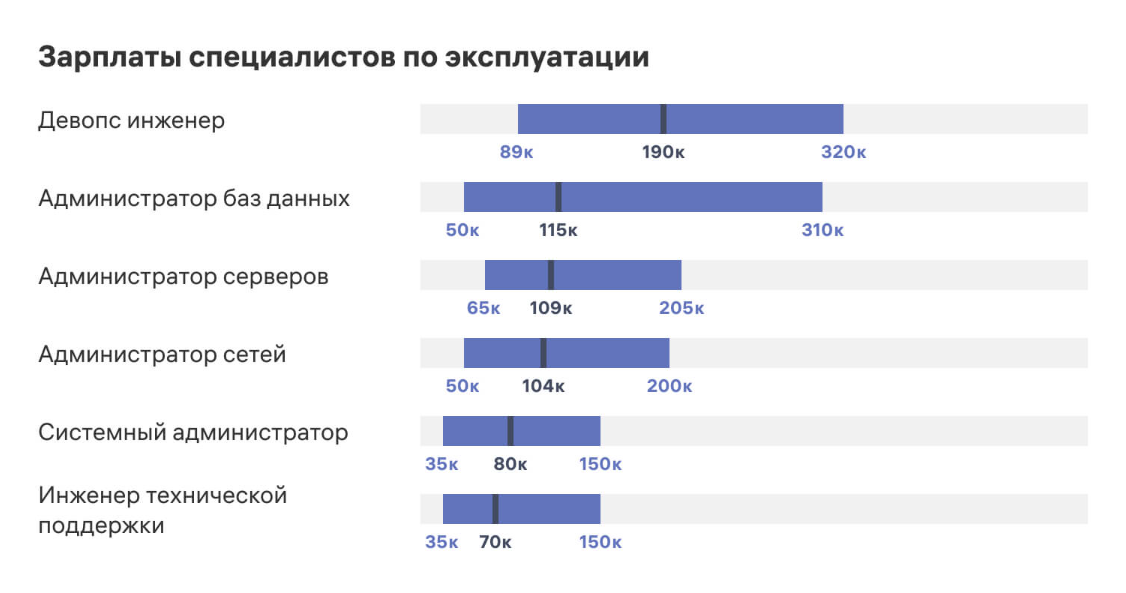 Зарплаты специалистов по эксплуатации
Девопс инженер
89к 190к 320к
Администратор баз данных
50к 115к 310к
Администратор серверов
65к 109к 205к
Администратор сетей
50к 104к 200к
Системный администратор
35к 80к 150к
Инженер технической
поддержки
35к 70к 150к